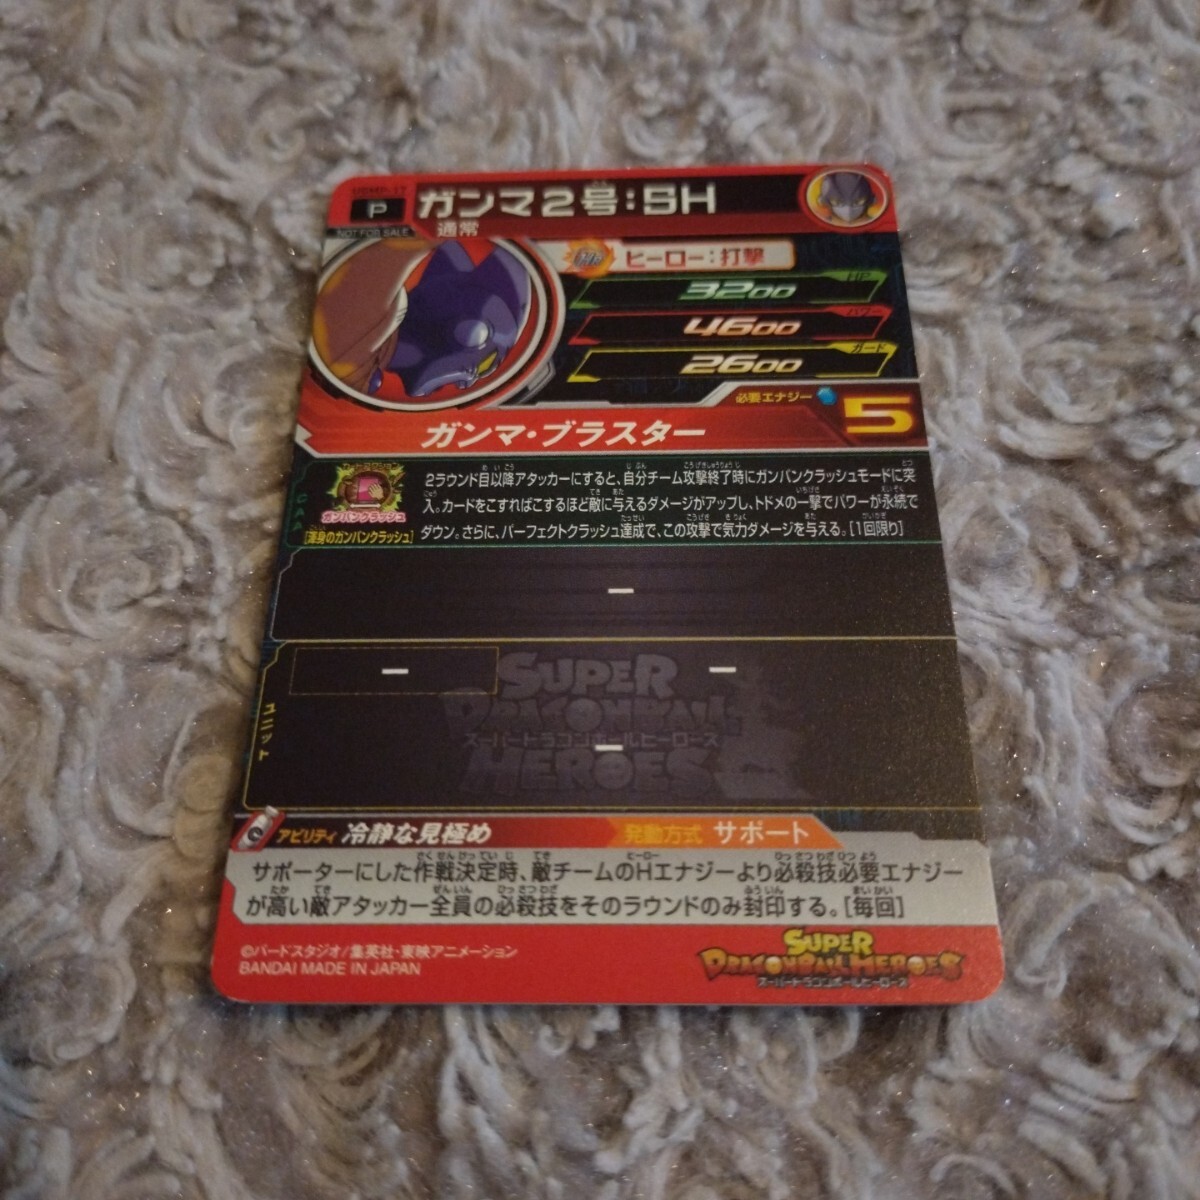 UGMP-17
P
NOT FOR SALE
ガンマ2号:SH
通常
ヒーロー:打撃
HP
3200
パワー
4600
ガード
2600
必要エナジー 5
ガンマ・ブラスター
CAA
ガンバンクラッシュ
[渾身のガンバンクラッシュ]
2ラウンド目以降アタッカーにすると、自分チーム攻撃終了時にガンバンクラッシュモードに突
入。カードをこすればこするほど敵に与えるダメージがアップし、トドメの一撃でパワーが永続で
ダウン。さらに、パーフェクトクラッシュ達成で、この攻撃で気力ダメージを与える。[1回限り]
ー
ユニット
ー ー
ー
SUPER
DRAGONBALL
スーパードラゴンボールヒーローズ
HEROES
アビリティ 冷静な見極め 発動方式 サポート
サポーターにした作戦決定時、敵チームのHエナジーより必殺技必要エナジー
が高い敵アタッカー全員の必殺技をそのラウンドのみ封印する。[毎回]
©バードスタジオ/集英社・東映アニメーション
BANDAI MADE IN JAPAN
SUPER
DRAGONBALL HEROES
スーパードラゴンボールヒーローズ